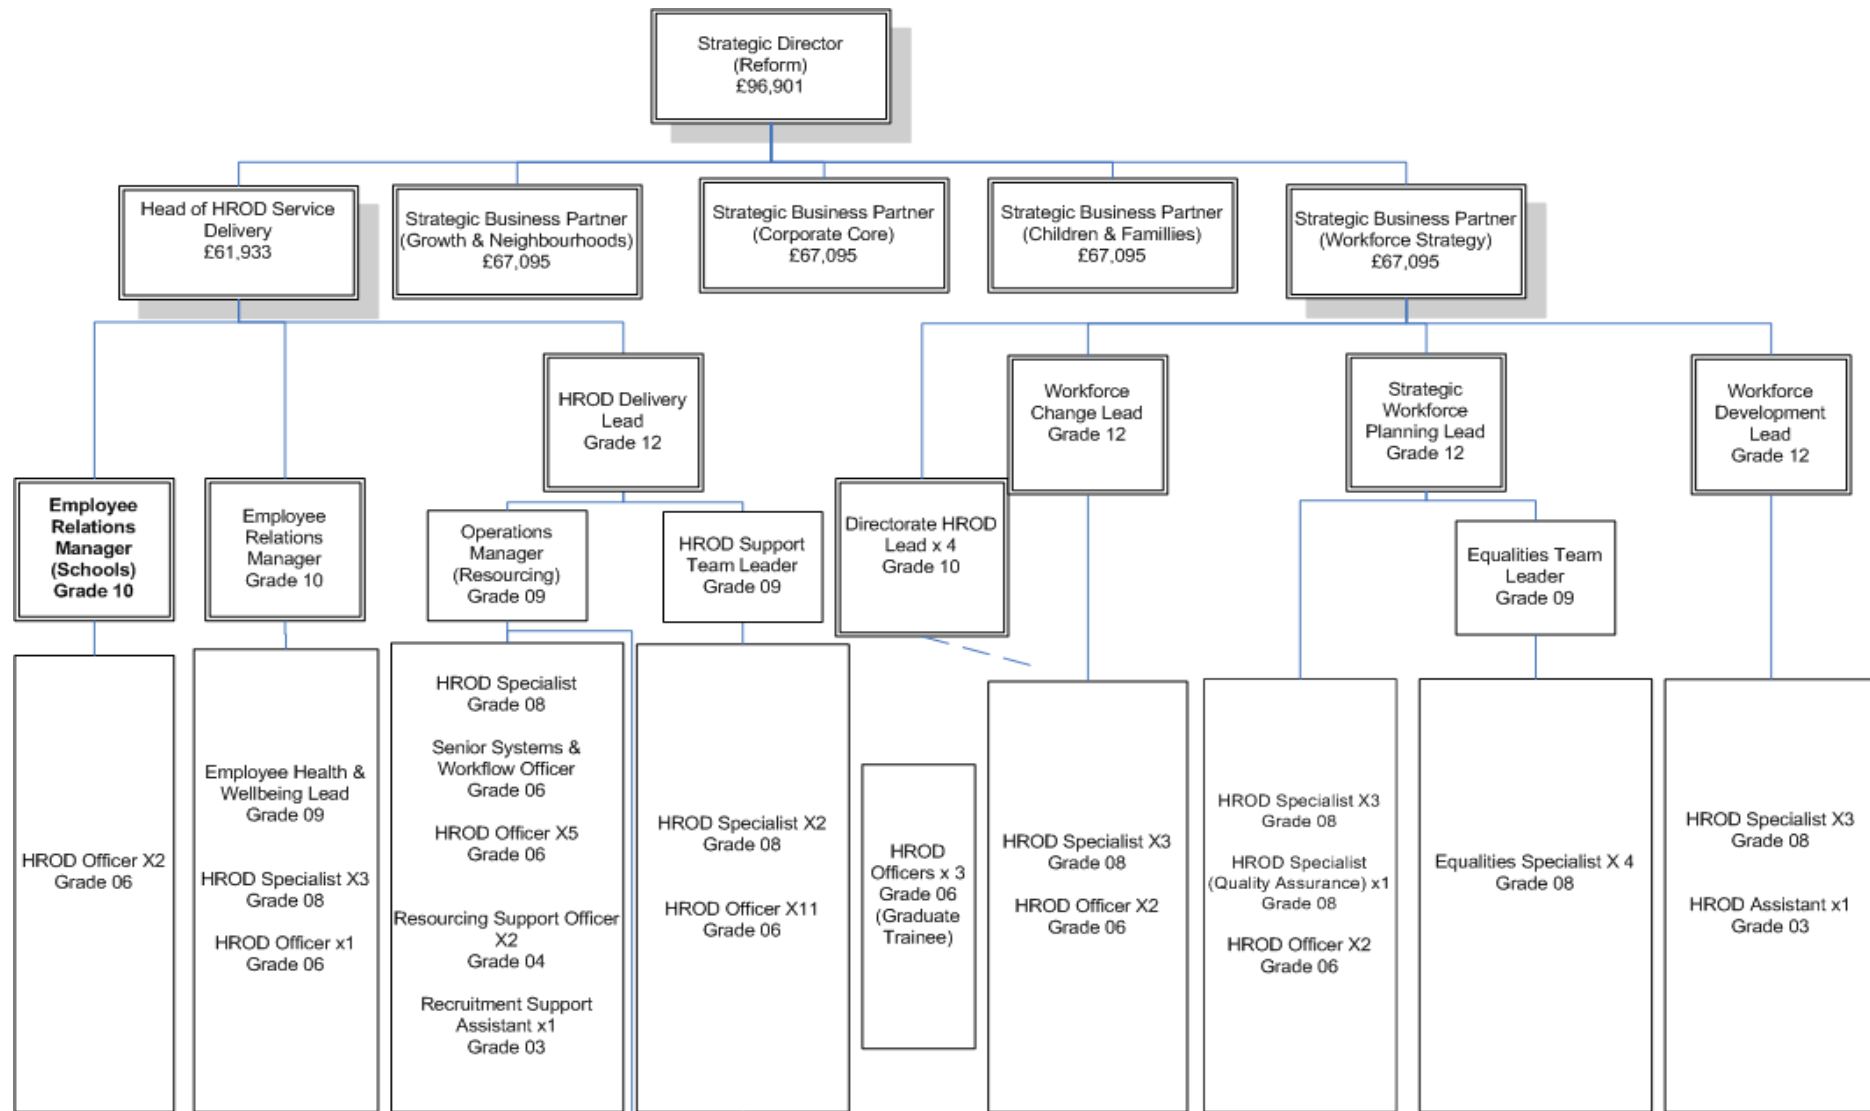 Strategic Director
(Reform)
£96,901
Head of HROD Service
Delivery
£61,933
Strategic Business Partner
(Growth & Neighbourhoods)
£67,095
Strategic Business Partner
(Corporate Core)
£67,095
Strategic Business Partner
(Children & Famillies)
£67,095
Strategic Business Partner
(Workforce Strategy)
£67,095
HROD Delivery
Lead
Grade 12
Workforce
Change Lead
Grade 12
Strategic
Workforce
Planning Lead
Grade 12
Workforce
Development
Lead
Grade 12
Employee
Relations
Manager
(Schools)
Grade 10
Employee
Relations
Manager
Grade 10
Operations
Manager
(Resourcing)
Grade 09
HROD Support
Team Leader
Grade 09
Directorate HROD
Lead x 4
Grade 10
Equalities Team
Leader
Grade 09
HROD Officer X2
Grade 06
Employee Health &
Wellbeing Lead
Grade 09
HROD Specialist X3
Grade 08
HROD Officer x1
Grade 06
HROD Specialist
Grade 08
Senior Systems &
Workflow Officer
Grade 06
HROD Officer X5
Grade 06
Resourcing Support Officer
X2
Grade 04
Recruitment Support
Assistant x1
Grade 03
HROD Specialist X2
Grade 08
HROD Officer X11
Grade 06
HROD
Officers x 3
Grade 06
(Graduate
Trainee)
HROD Specialist X3
Grade 08
HROD Officer X2
Grade 06
HROD Specialist X3
Grade 08
HROD Specialist
(Quality Assurance) x1
Grade 08
HROD Officer X2
Grade 06
Equalities Specialist X 4
Grade 08
HROD Specialist X3
Grade 08
HROD Assistant x1
Grade 03